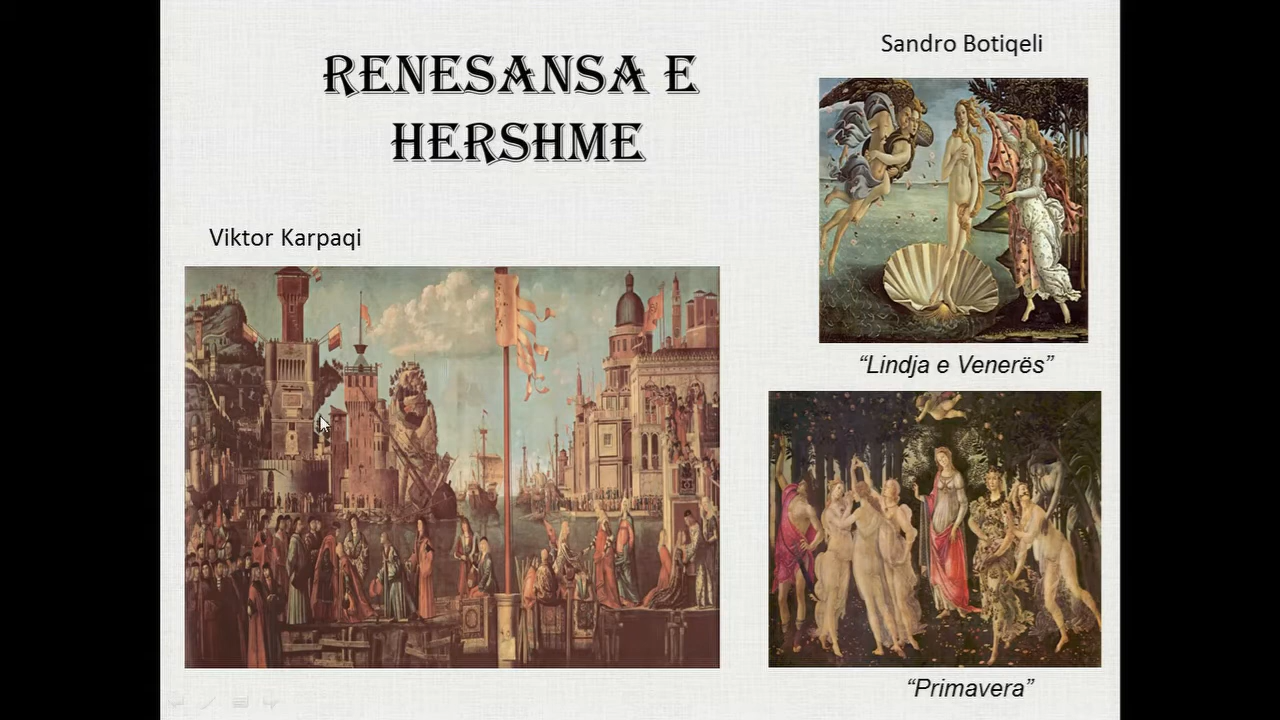 RENESANSA E
HERSHME
Sandro Botiqeli
Viktor Karpaqi
“Lindja e Venerës”
“Primavera”